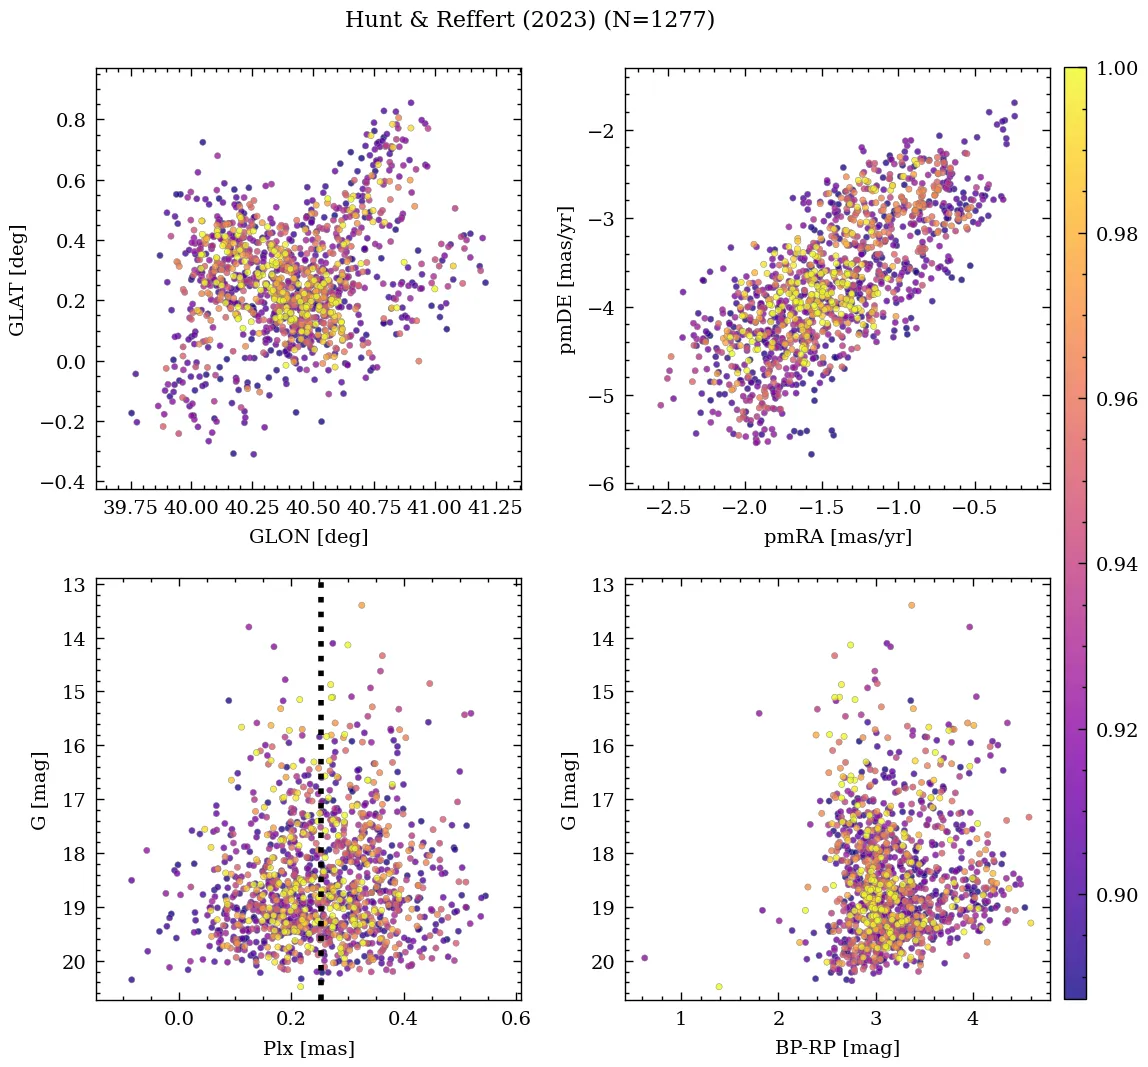 Hunt & Reffert (2023) (N=1277)
0.8
0.6
0.4
0.2
0.0
−0.2
−0.4
GLAT [deg]
39.75 40.00 40.25 40.50 40.75 41.00 41.25
GLON [deg]
−2
−3
−4
−5
−6
pmDE [mas/yr]
−2.5 −2.0 −1.5 −1.0 −0.5
pmRA [mas/yr]
13
14
15
16
17
18
19
20
G [mag]
0.0 0.2 0.4 0.6
Plx [mas]
13
14
15
16
17
18
19
20
G [mag]
1 2 3 4
BP-RP [mag]
1.00
0.98
0.96
0.94
0.92
0.90